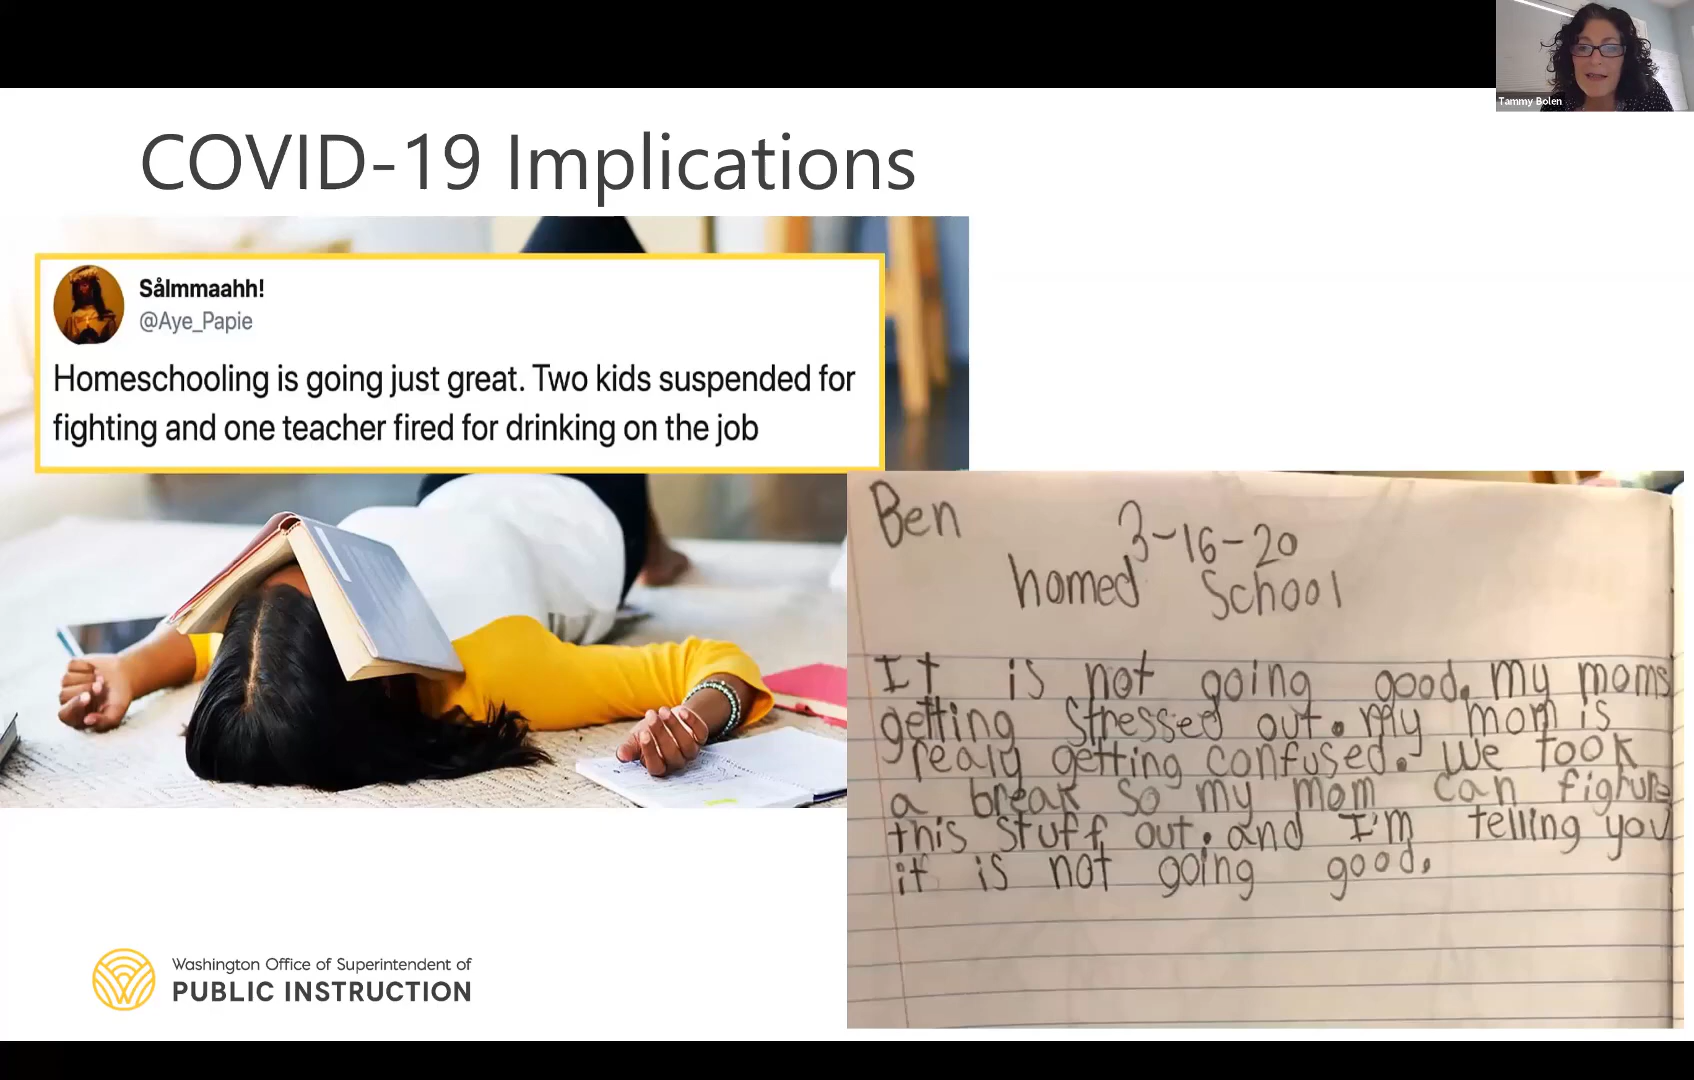 Tammy Bolen
COVID-19 Implications
Sålmmaahh!
@Aye_Papie
Homeschooling is going just great. Two kids suspended for
fighting and one teacher fired for drinking on the job
Ben
3-16-20
homed School
It is not going good. my moms
getting stressed out. my mom is
realy getting confused. we took
a break so my mom can fighure
this stuff out. and I'm telling you
it is not going good.
Washington Office of Superintendent of
PUBLIC INSTRUCTION